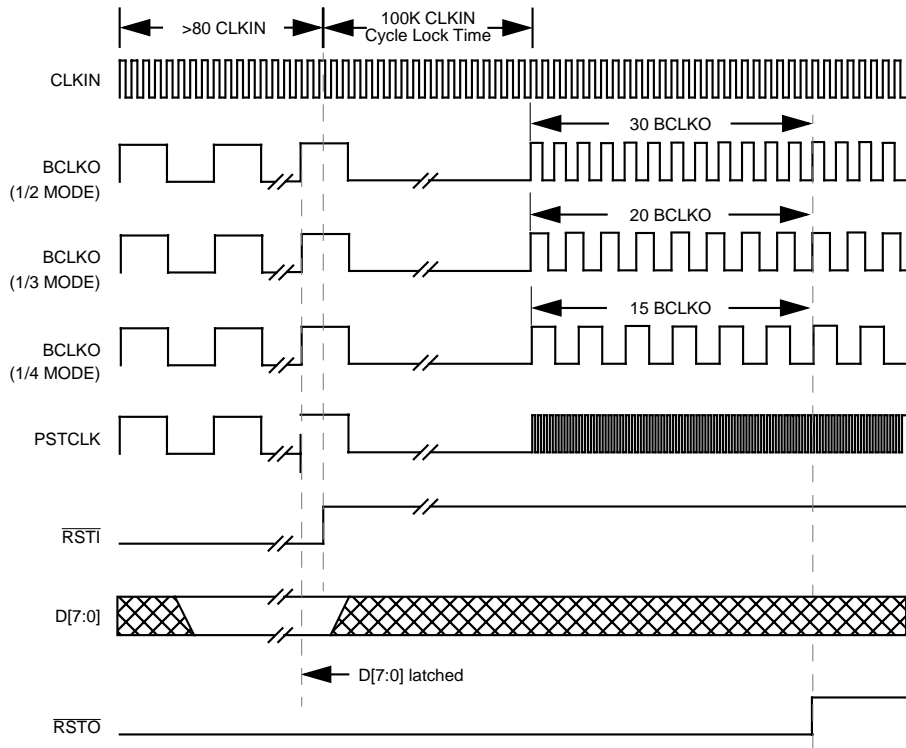 >80 CLKIN
100K CLKIN
Cycle Lock Time
CLKIN
30 BCLKO
BCLKO
(1/2 MODE)
20 BCLKO
BCLKO
(1/3 MODE)
15 BCLKO
BCLKO
(1/4 MODE)
PSTCLK
RSTI
D[7:0]
D[7:0] latched
RSTO